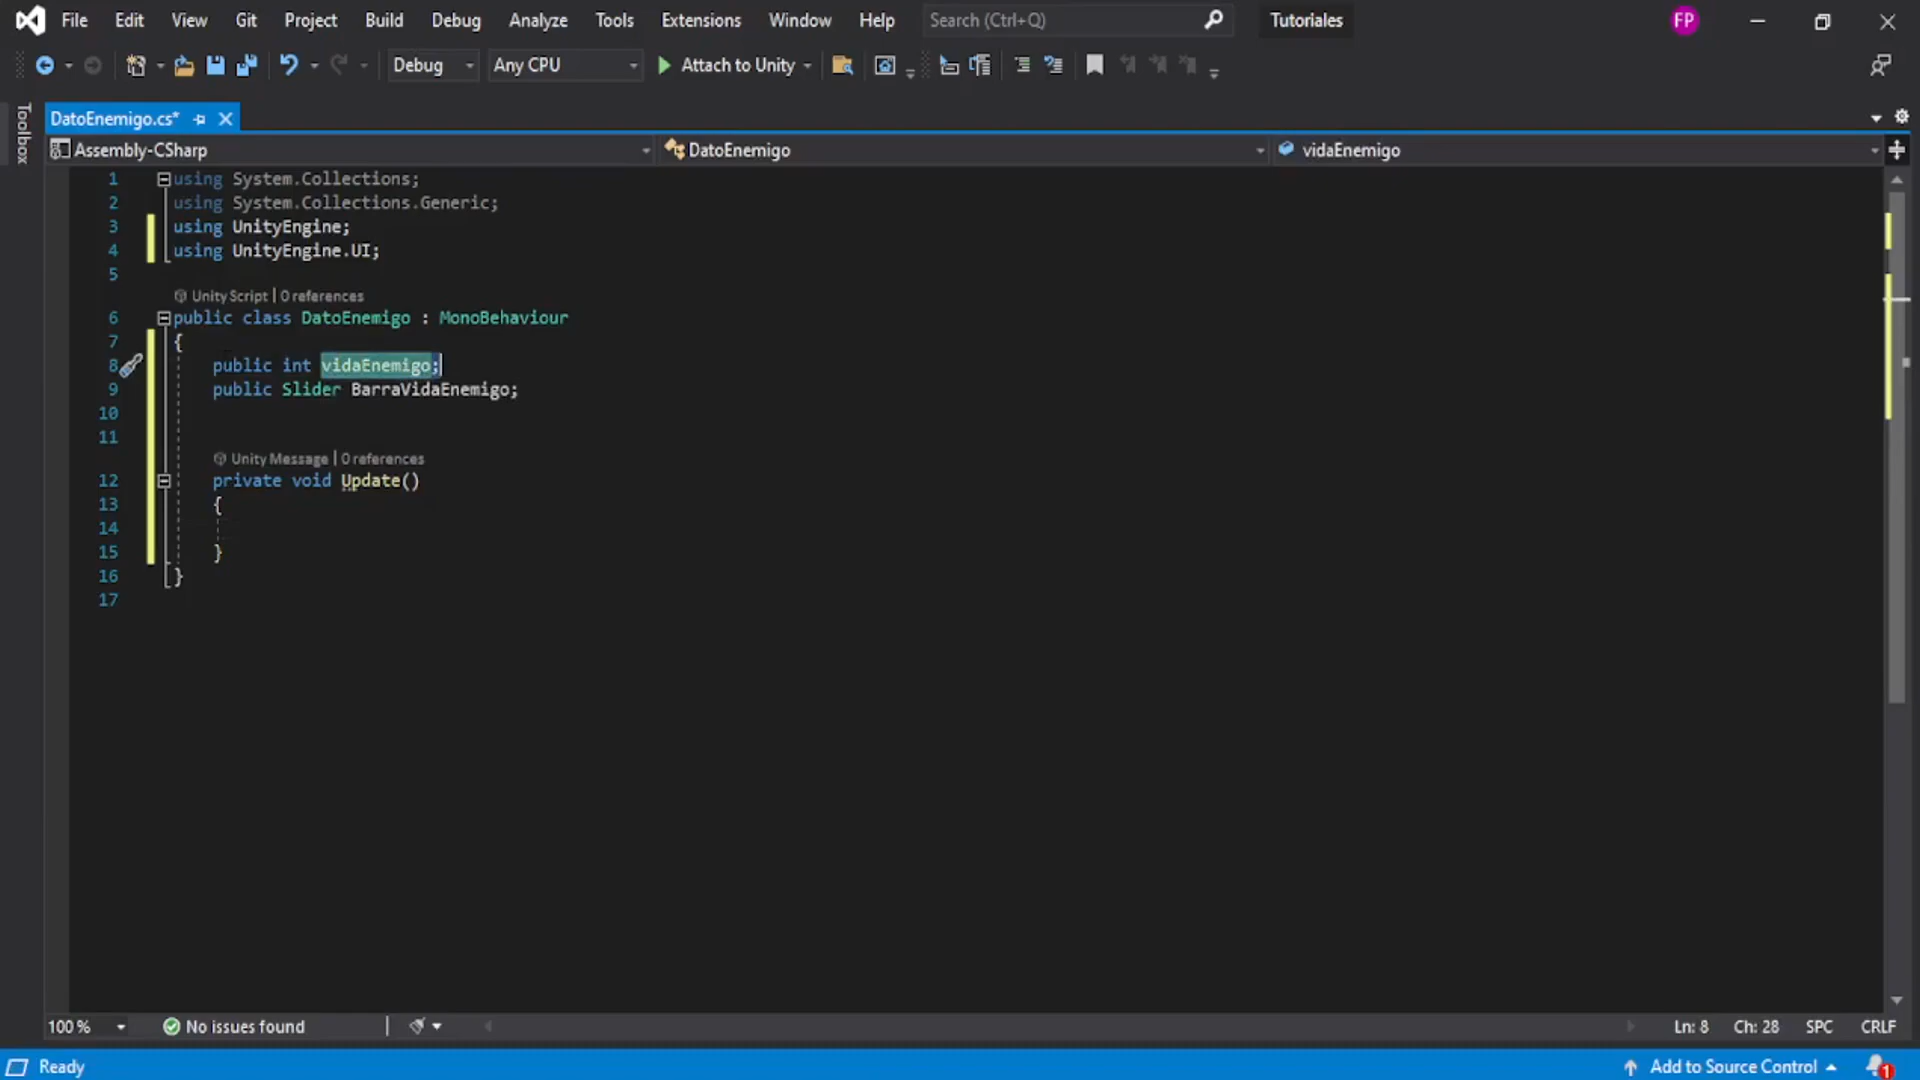 File Edit View Git Project Build Debug Analyze Tools Extensions Window Help Search (Ctrl+Q) Tutoriales FP
Debug Any CPU Attach to Unity
Toolbox
DatoEnemigo.cs*
Assembly-CSharp DatoEnemigo vidaEnemigo
1 using System.Collections;
2 using System.Collections.Generic;
3 using UnityEngine;
4 using UnityEngine.UI;
5
Unity Script | 0 references
6 public class DatoEnemigo : MonoBehaviour
7 {
8 public int vidaEnemigo;
9 public Slider BarraVidaEnemigo;
10
11
Unity Message | 0 references
12 private void Update()
13 {
14
15 }
16 }
17
100 % No issues found Ln: 8 Ch: 28 SPC CRLF
Ready Add to Source Control 1